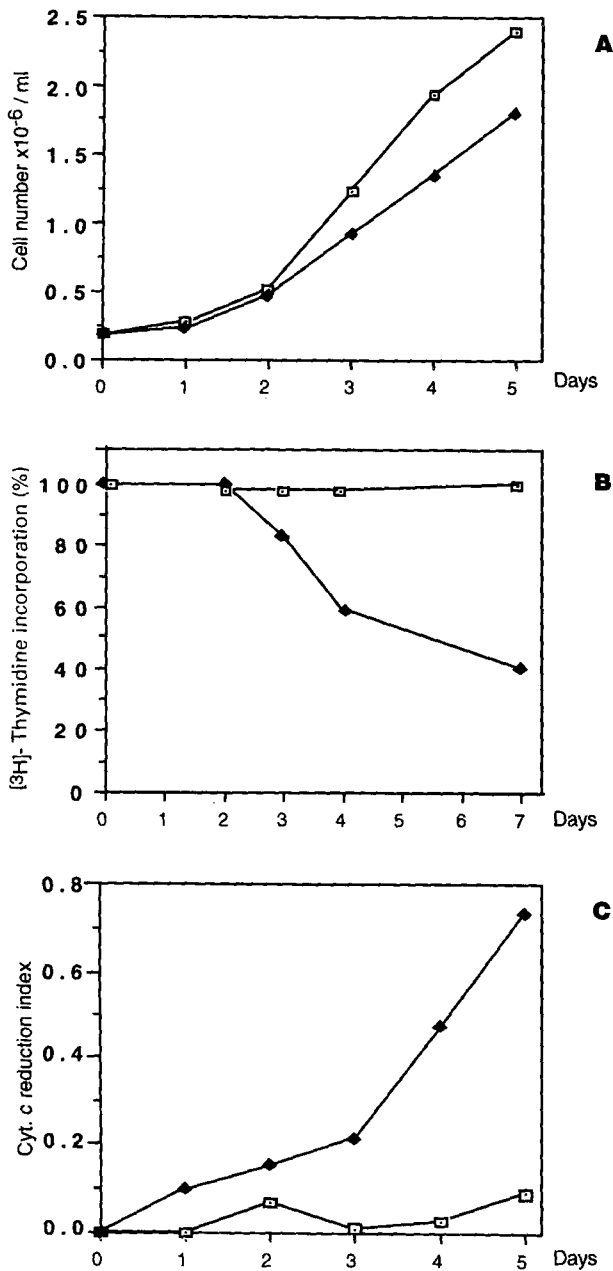 A
2.5
2.0
1.5
1.0
0.5
0.0
Cell number x10-6 / ml
0 1 2 3 4 5 Days
B
100
80
60
40
20
0
[3H]- Thymidine incorporation (%)
0 1 2 3 4 5 6 7 Days
C
0.8
0.6
0.4
0.2
0.0
Cyt. c reduction index
0 1 2 3 4 5 Days